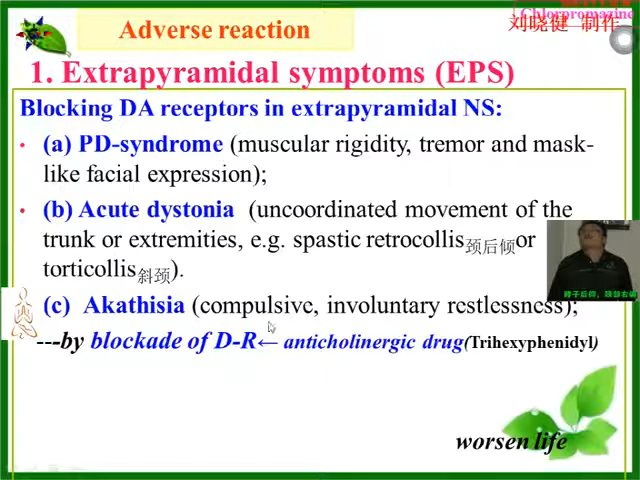 Adverse reaction
Chlorpromazine
刘晓健 制作
1. Extrapyramidal symptoms (EPS)
Blocking DA receptors in extrapyramidal NS:
• (a) PD-syndrome (muscular rigidity, tremor and mask-
like facial expression);
• (b) Acute dystonia (uncoordinated movement of the
trunk or extremities, e.g. spastic retrocollis颈后倾or
torticollis斜颈).
(c) Akathisia (compulsive, involuntary restlessness);
---by blockade of D-R← anticholinergic drug(Trihexyphenidyl)
worsen life